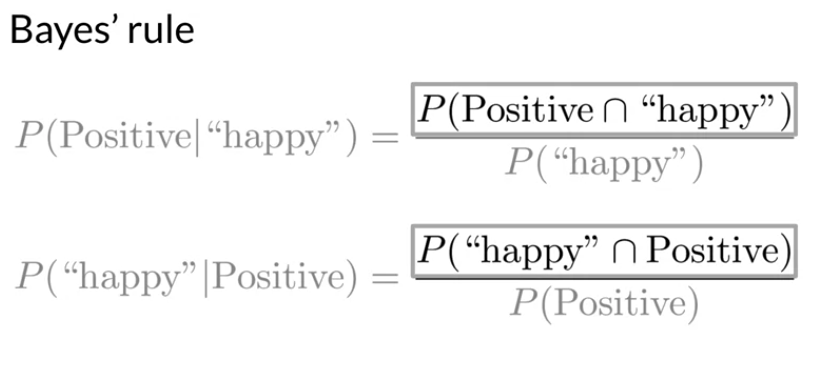 Bayes’ rule
P(Positive|“happy”) = P(Positive ∩ “happy”)
P(“happy”)
P(“happy”|Positive) = P(“happy” ∩ Positive)
P(Positive)